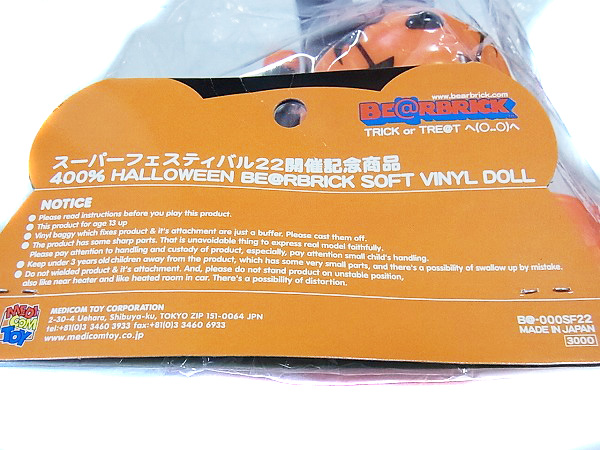 www.bearbrick.com
BE@RBRICK
TRICK or TRE@T ヘ(O..O)ヘ
スーパーフェスティバル22開催記念商品
400% HALLOWEEN BE@RBRICK SOFT VINYL DOLL
NOTICE
● Please read instructions before you play this product.
● This product for age 13 up
● Vinyl baggy which fixes product & it's attachment are just a buffer. Please cast them off.
● The product has some sharp parts. That is unavoidable thing to express real model faithfully.
Please pay attention to handling and custody of product, especially, pay attention small child's handling.
● Keep under 3 years old children away from the product, which has some very small parts, and there's a possibility of swallow up by mistake.
● Do not wielded product & it's attachment. And, please do not stand product on unstable position,
also like near heater and like heated room in car. There's a possibility of distortion.
MEDI
COM
TOY
MEDICOM TOY CORPORATION
2-30-4 Uehara, Shibuya-ku, TOKYO ZIP 151-0064 JPN
tel:+81(0)3 3460 3933 fax:+81(0)3 3460 6933
www.medicomtoy.co.jp
B@-000SF22
MADE IN JAPAN
3000